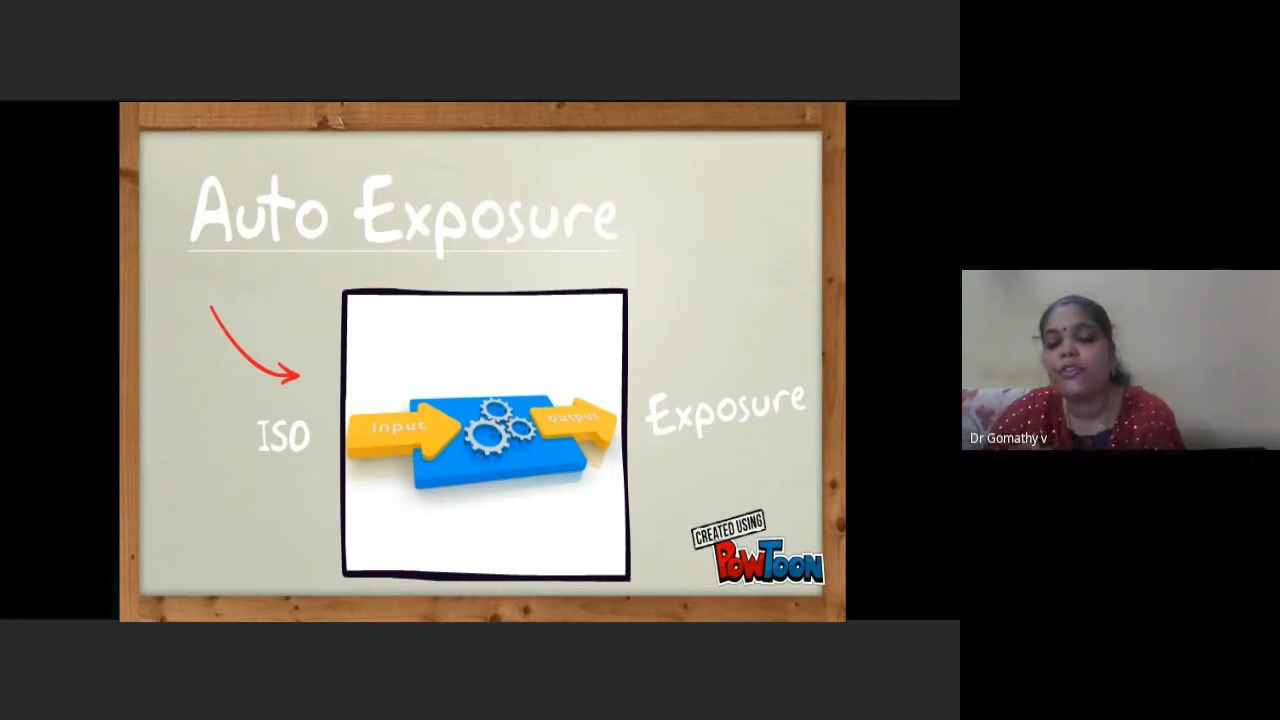 Auto Exposure
ISO
input
output
Exposure
CREATED USING
POWTOON
Dr Gomathy v